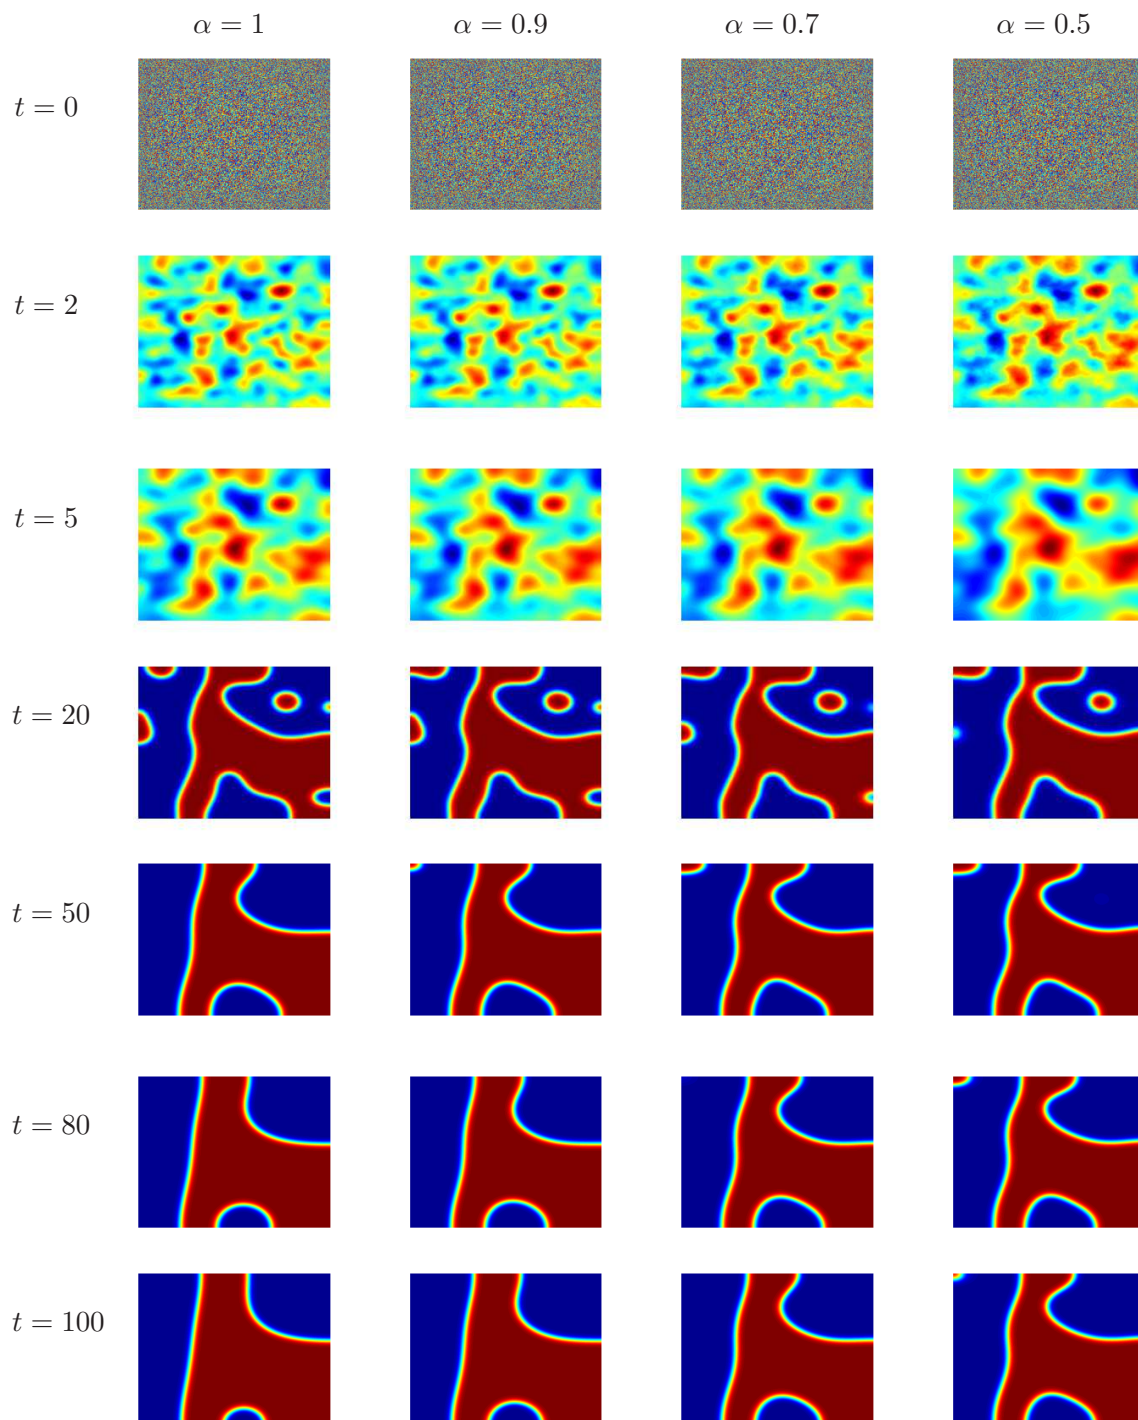 α = 1 α = 0.9 α = 0.7 α = 0.5
t = 0
t = 2
t = 5
t = 20
t = 50
t = 80
t = 100